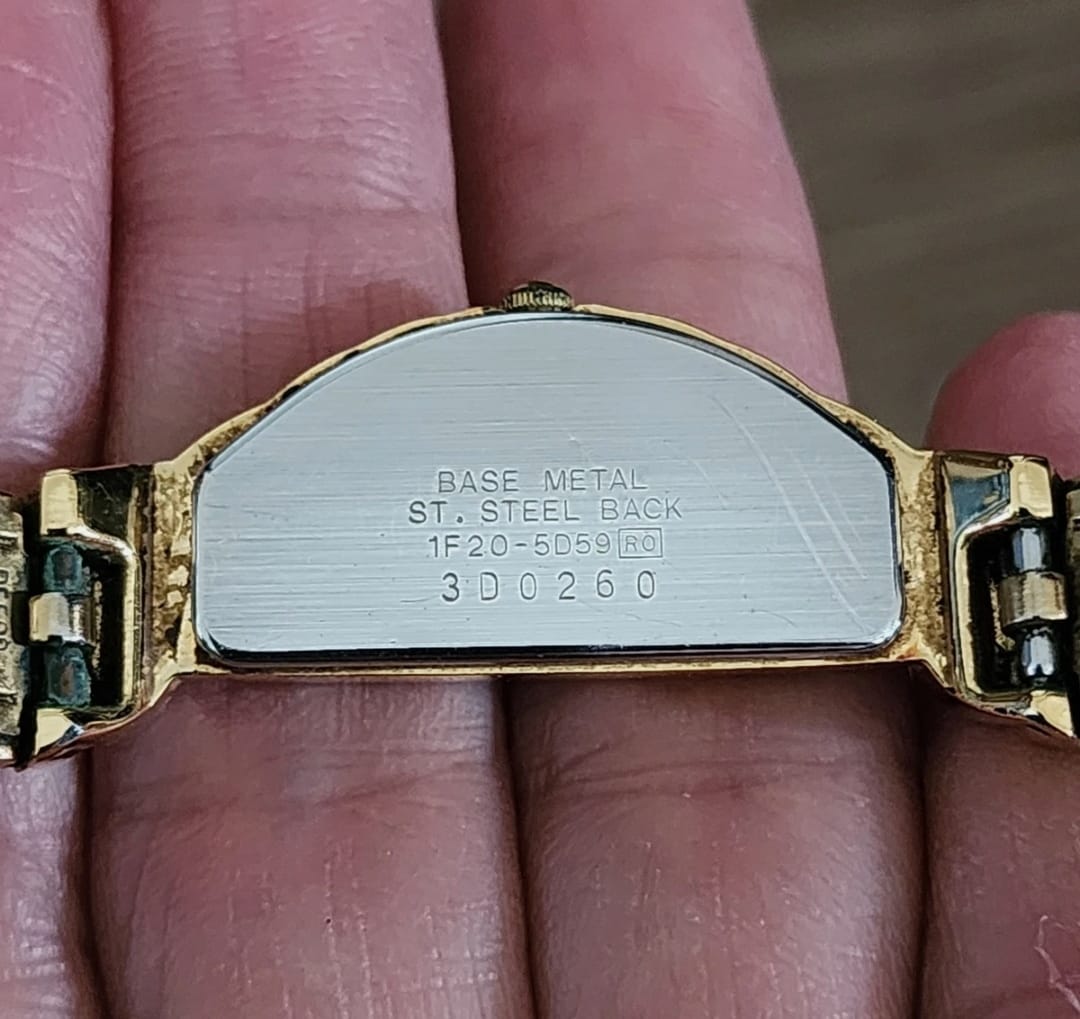 BASE METAL
ST. STEEL BACK
1F20-5D59 RO
3D0260